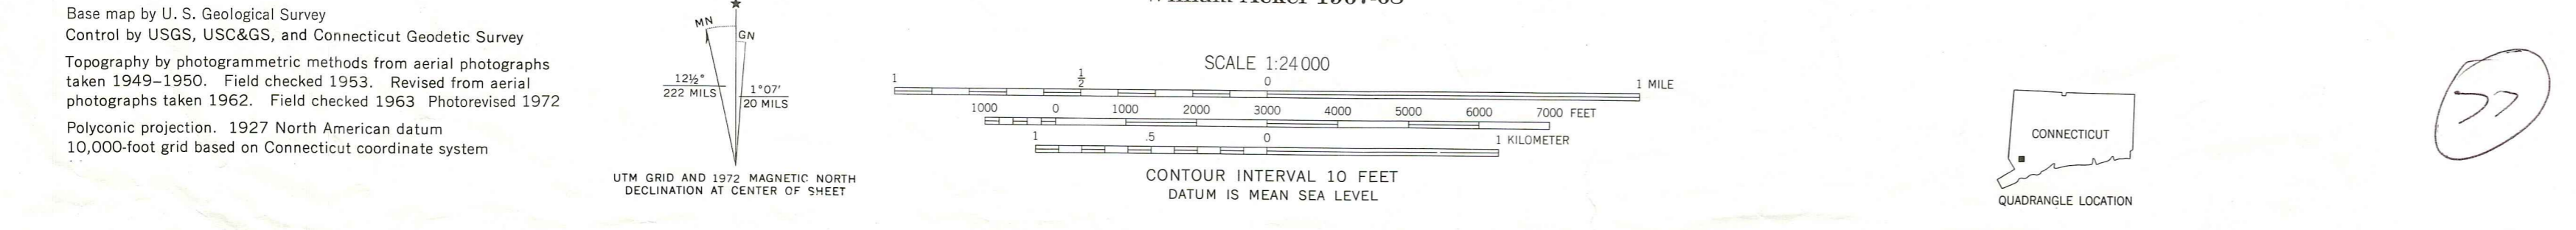 Base map by U. S. Geological Survey
Control by USGS, USC&GS, and Connecticut Geodetic Survey
Topography by photogrammetric methods from aerial photographs
taken 1949–1950. Field checked 1953. Revised from aerial
photographs taken 1962. Field checked 1963 Photorevised 1972
Polyconic projection. 1927 North American datum
10,000-foot grid based on Connecticut coordinate system
MN
GN
12½°
222 MILS
1°07′
20 MILS
UTM GRID AND 1972 MAGNETIC NORTH
DECLINATION AT CENTER OF SHEET
SCALE 1:24 000
1 ½ 0 1 MILE
1000 0 1000 2000 3000 4000 5000 6000 7000 FEET
1 .5 0 1 KILOMETER
CONTOUR INTERVAL 10 FEET
DATUM IS MEAN SEA LEVEL
CONNECTICUT
QUADRANGLE LOCATION